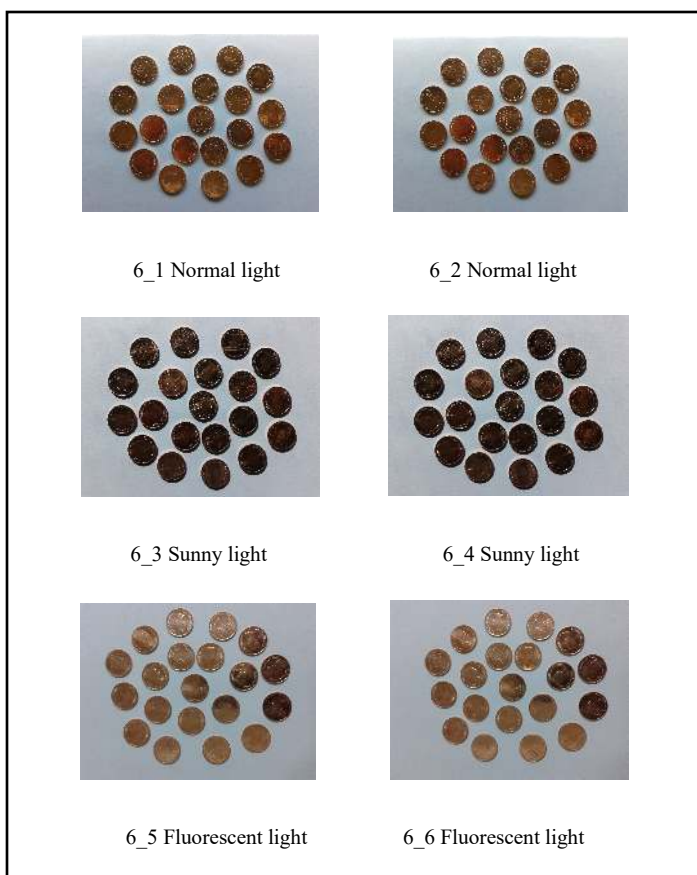 6_1 Normal light
6_2 Normal light
6_3 Sunny light
6_4 Sunny light
6_5 Fluorescent light
6_6 Fluorescent light